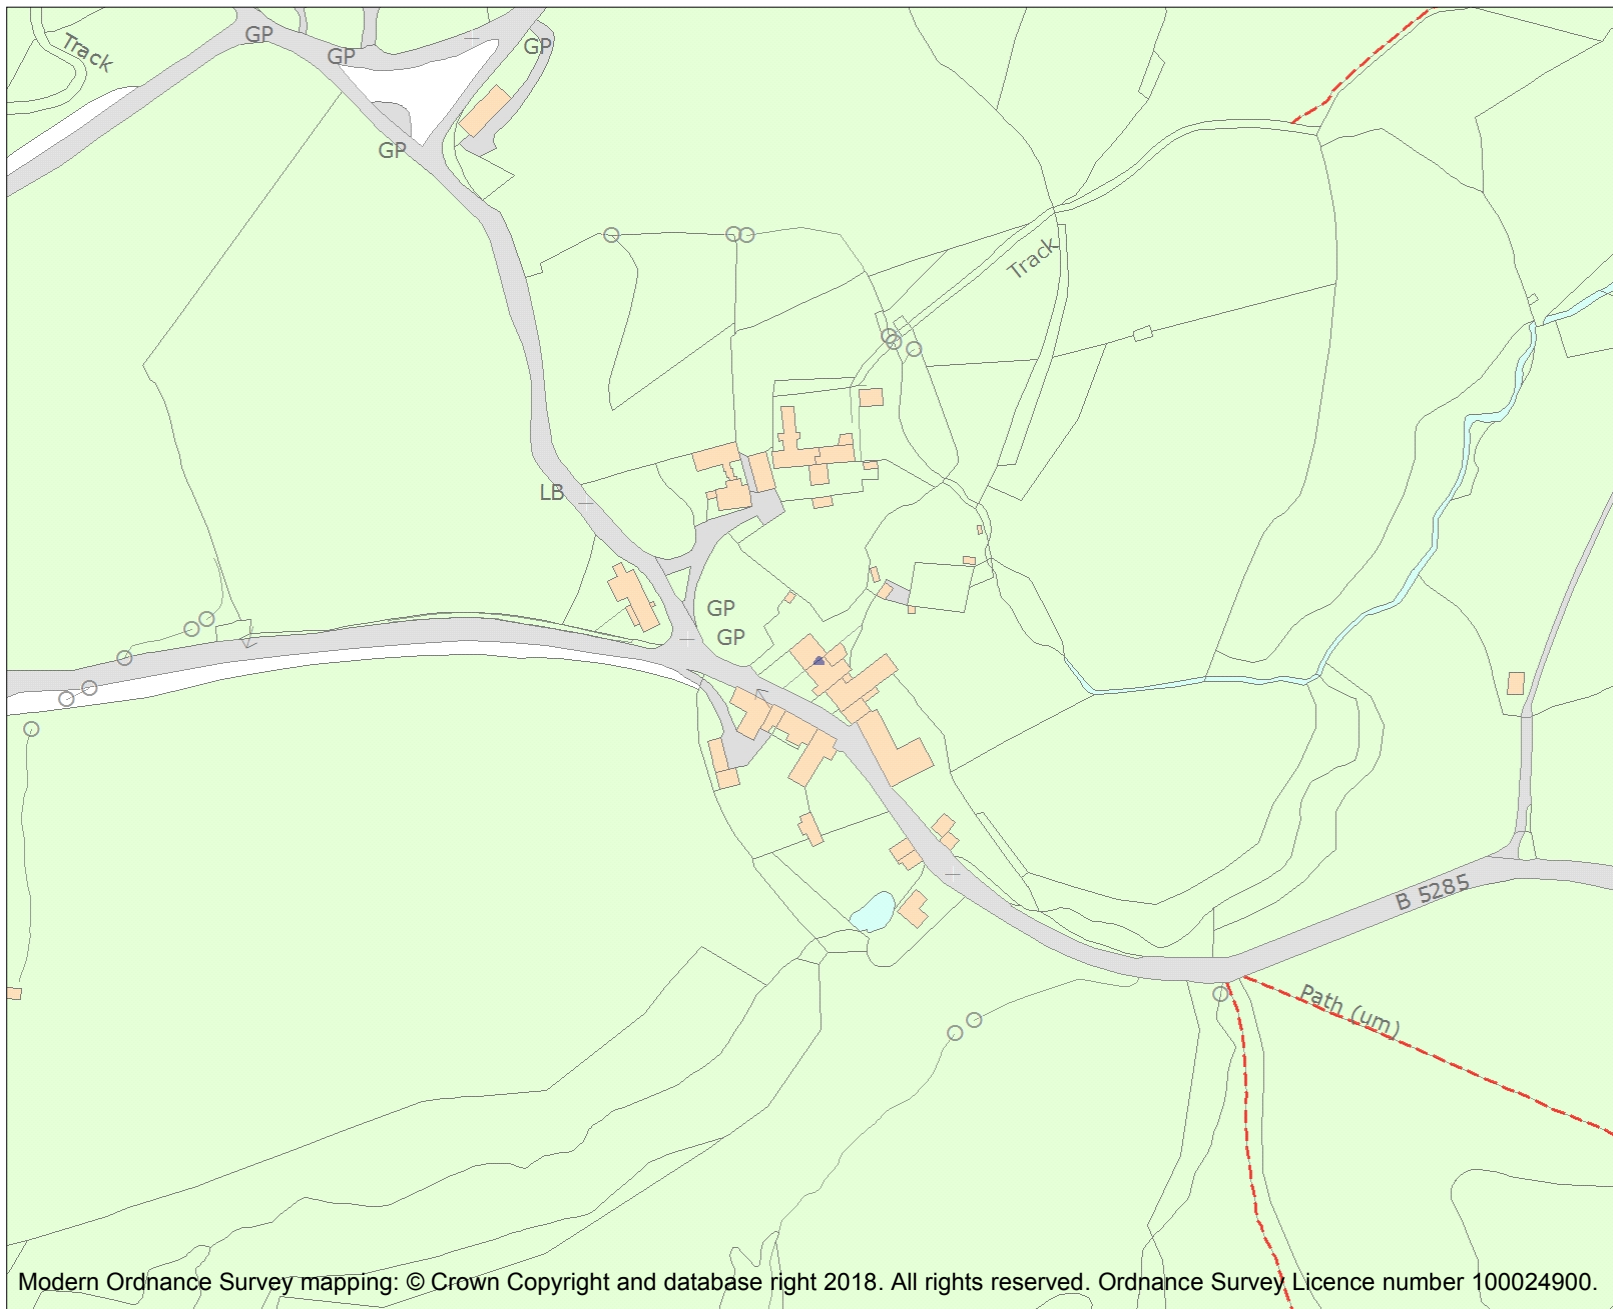 GP
GP
GP
Track
GP
Track
LB
GP
GP
B 5285
Path (um)
Modern Ordnance Survey mapping: © Crown Copyright and database right 2018. All rights reserved. Ordnance Survey Licence number 100024900.